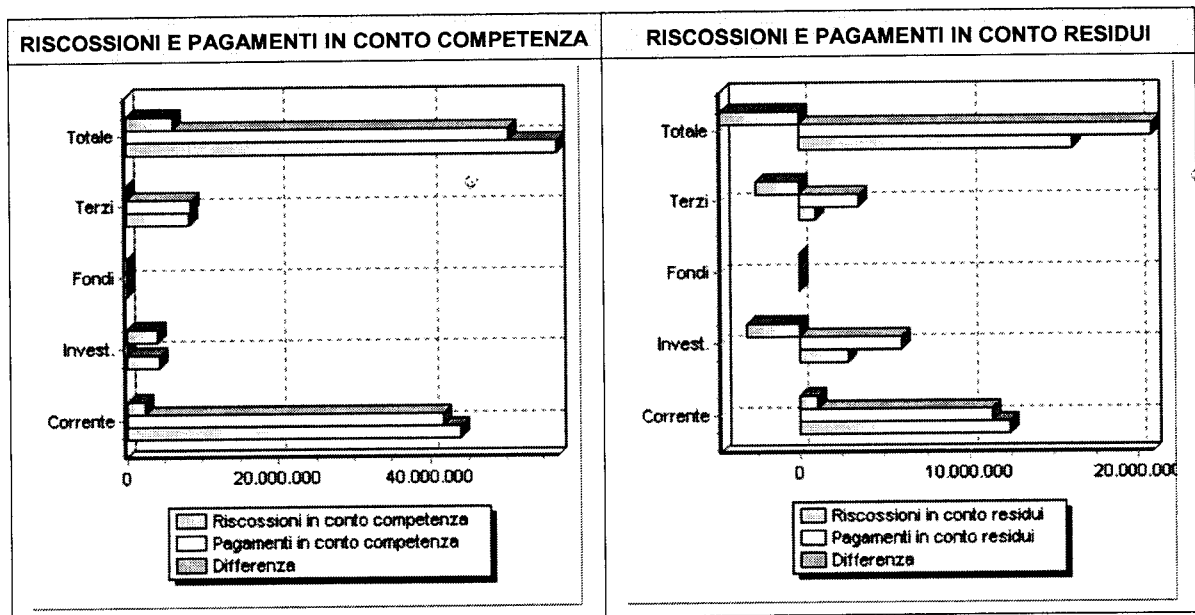 RISCOSSIONI E PAGAMENTI IN CONTO COMPETENZA
Totale
Terzi
Fondi
Invest.
Corrente
0
20.000.000
40.000.000
Riscossioni in conto competenza
Pagamenti in conto competenza
Differenza
RISCOSSIONI E PAGAMENTI IN CONTO RESIDUI
Totale
Terzi
Fondi
Invest.
Corrente
0
10.000.000
20.000.000
Riscossioni in conto residui
Pagamenti in conto residui
Differenza